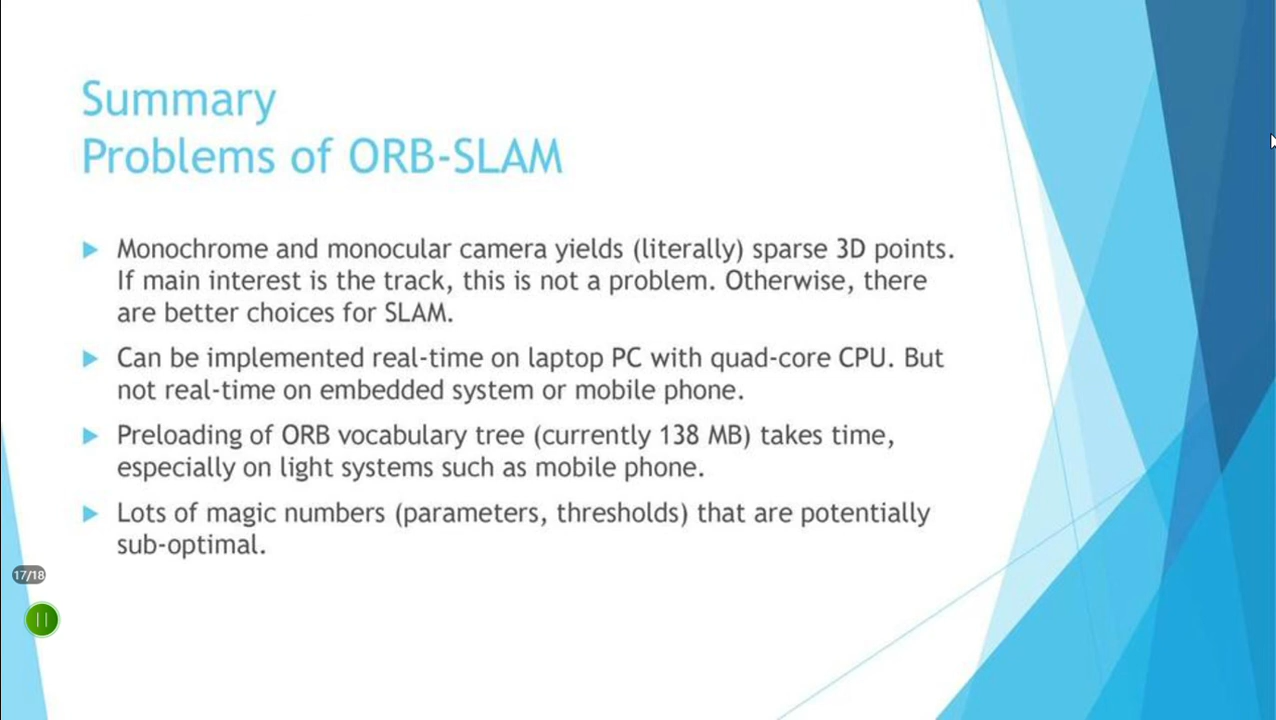 Summary
Problems of ORB-SLAM
Monochrome and monocular camera yields (literally) sparse 3D points.
If main interest is the track, this is not a problem. Otherwise, there
are better choices for SLAM.
Can be implemented real-time on laptop PC with quad-core CPU. But
not real-time on embedded system or mobile phone.
Preloading of ORB vocabulary tree (currently 138 MB) takes time,
especially on light systems such as mobile phone.
Lots of magic numbers (parameters, thresholds) that are potentially
sub-optimal.
17/18